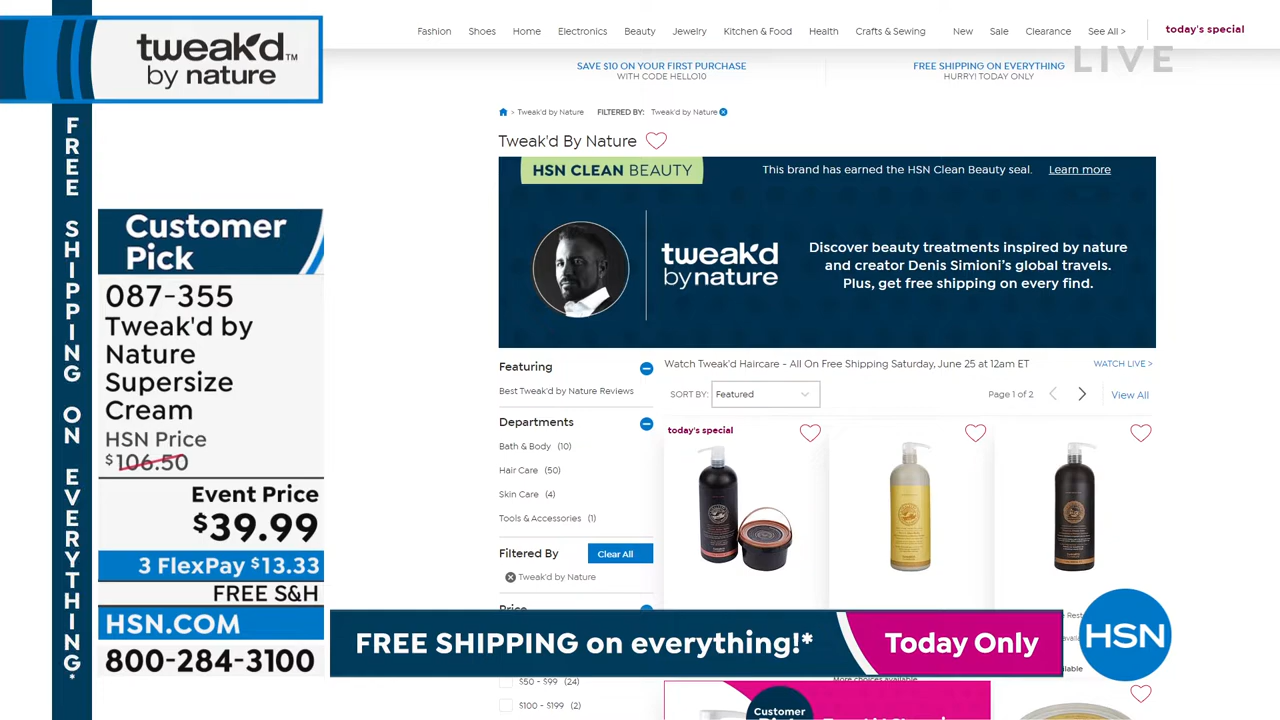 tweak'd™
by nature
FREE SHIPPING ON EVERYTHING*
Customer
Pick
087-355
Tweak'd by
Nature
Supersize
Cream
HSN Price
$106.50
Event Price
$39.99
3 FlexPay $13.33
FREE S&H
HSN.COM
800-284-3100
Fashion Shoes Home Electronics Beauty Jewelry Kitchen & Food Health Crafts & Sewing New Sale Clearance See All > today's special
LIVE
SAVE $10 ON YOUR FIRST PURCHASE
WITH CODE HELLO10
FREE SHIPPING ON EVERYTHING
HURRY! TODAY ONLY
> Tweak'd by Nature FILTERED BY: Tweak'd by Nature
Tweak'd By Nature
HSN CLEAN BEAUTY
This brand has earned the HSN Clean Beauty seal. Learn more
tweak'd
by nature
Discover beauty treatments inspired by nature
and creator Denis Simioni's global travels.
Plus, get free shipping on every find.
Featuring
Best Tweak'd by Nature Reviews
Departments
Bath & Body (10)
Hair Care (50)
Skin Care (4)
Tools & Accessories (1)
Filtered By
Clear All
Tweak'd by Nature
Price
$50 - $99 (24)
$100 - $199 (2)
Watch Tweak'd Haircare - All On Free Shipping Saturday, June 25 at 12am ET
WATCH LIVE >
SORT BY: Featured
Page 1 of 2
View All
today's special
More choices available
Customer
FREE SHIPPING on everything!*
Today Only
HSN